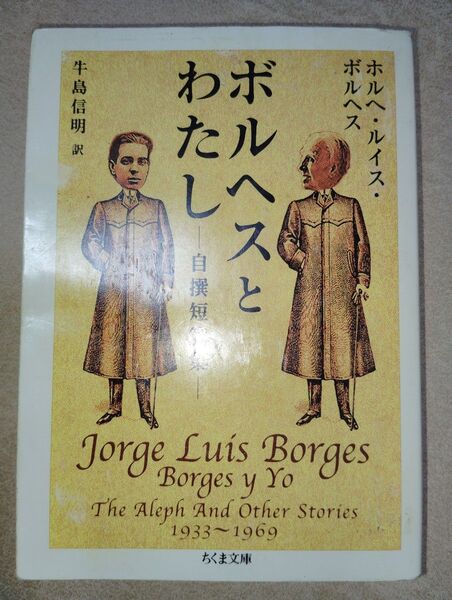 ホルヘ・ルイス・
ボルヘス
ボルヘスと
わたし
―自撰短篇集―
牛島信明 訳
Jorge Luis Borges
Borges y Yo
The Aleph And Other Stories
1933〜1969
ちくま文庫